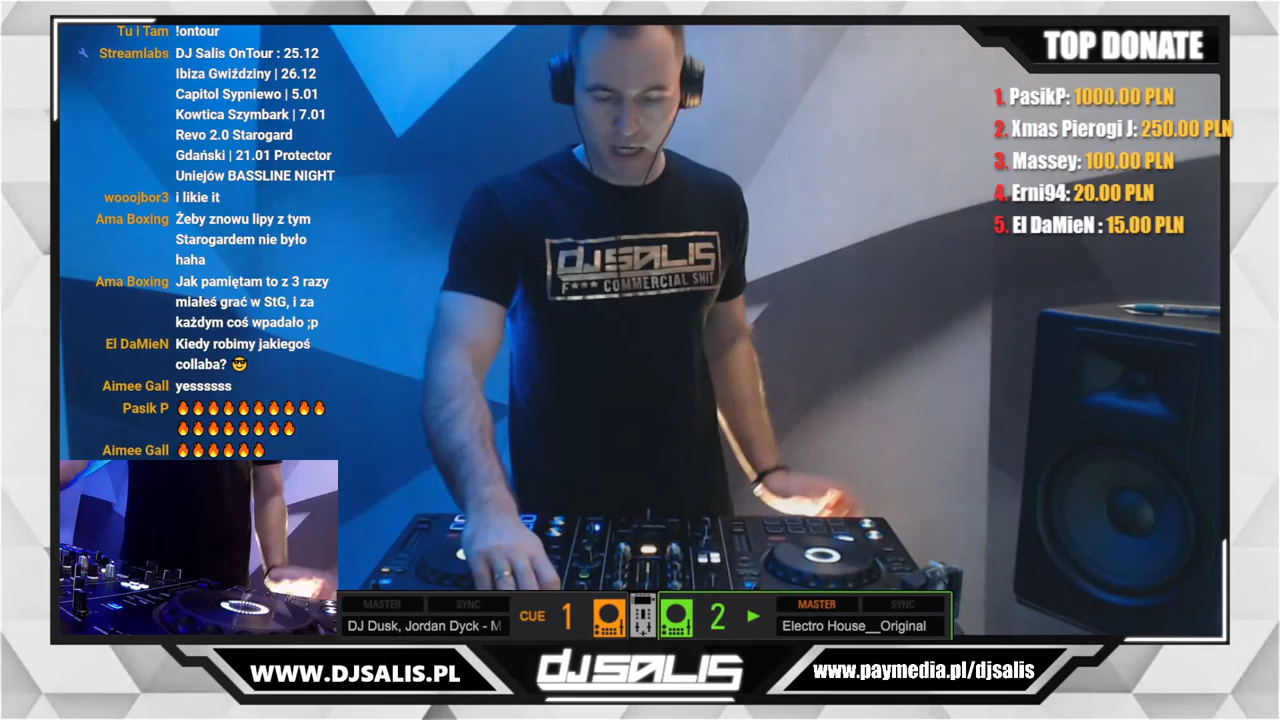 Tu I Tam !ontour
Streamlabs DJ Salis OnTour : 25.12
Ibiza Gwiździny | 26.12
Capitol Sypniewo | 5.01
Kowtica Szymbark | 7.01
Revo 2.0 Starogard
Gdański | 21.01 Protector
Uniejów BASSLINE NIGHT
wooojbor3 i likie it
Ama Boxing Żeby znowu lipy z tym
Starogardem nie było
haha
Ama Boxing Jak pamiętam to z 3 razy
miałeś grać w StG, i za
każdym coś wpadało ;p
El DaMieN Kiedy robimy jakiegoś
collaba? 😎
Aimee Gall yessssss
Pasik P 🔥🔥🔥🔥🔥🔥🔥🔥🔥🔥
🔥🔥🔥🔥🔥🔥🔥🔥
Aimee Gall 🔥🔥🔥🔥🔥🔥
TOP DONATE
1. PasikP: 1000.00 PLN
2. Xmas Pierogi J: 250.00 PLN
3. Massey: 100.00 PLN
4. Erni94: 20.00 PLN
5. El DaMieN : 15.00 PLN
DJ SALIS
F*** COMMERCIAL SHIT
MASTER SYNC
DJ Dusk, Jordan Dyck - M
CUE 1
2
MASTER SYNC
Electro House__Original
WWW.DJSALIS.PL
DJ SALIS
www.paymedia.pl/djsalis